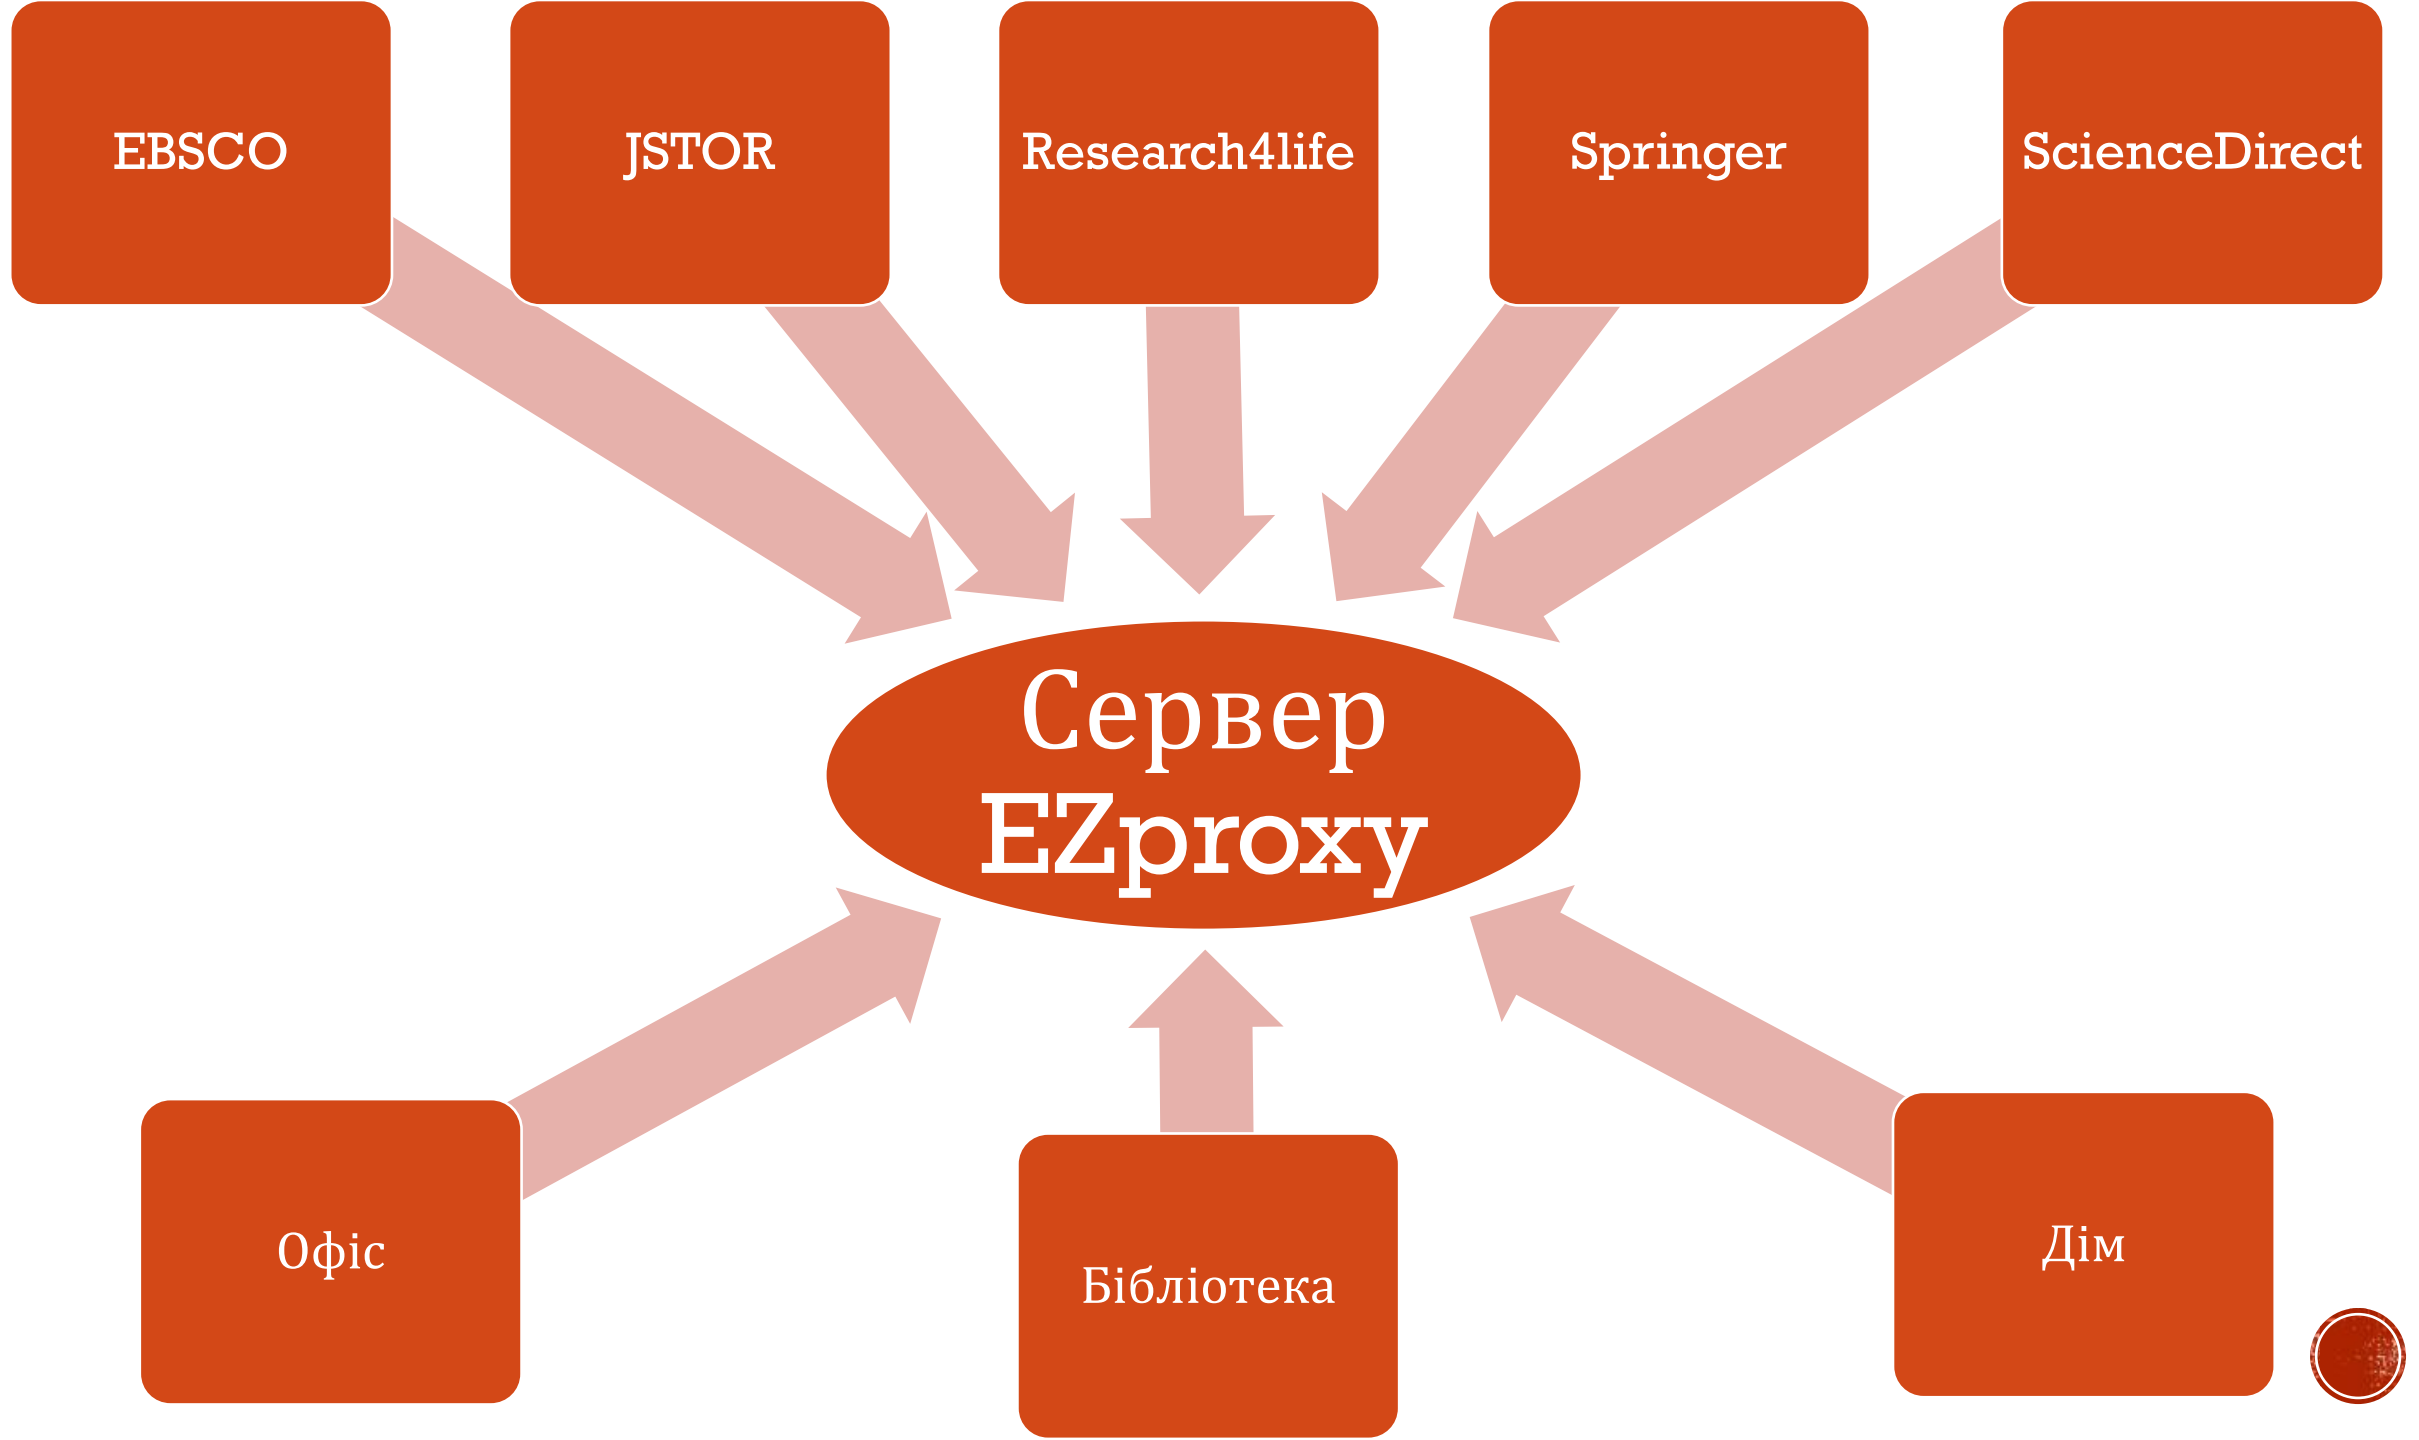 EBSCO
JSTOR
Research4life
Springer
ScienceDirect
Сервер
EZproxy
Офіс
Бібліотека
Дім